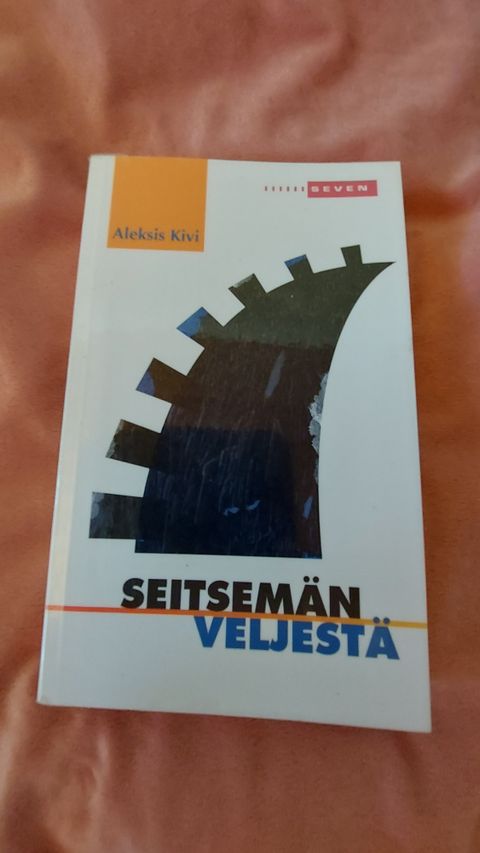 SEVEN
Aleksis Kivi
SEITSEMÄN
VELJESTÄ